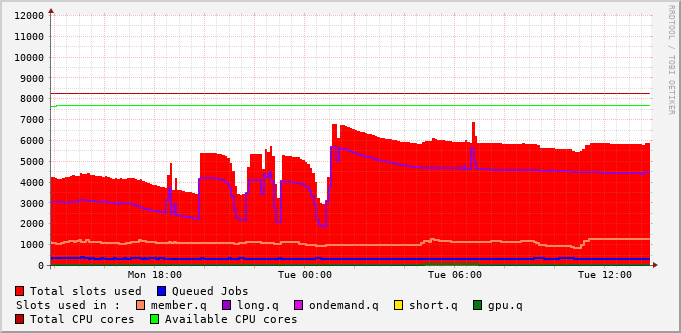 12000
11000
10000
9000
8000
7000
6000
5000
4000
3000
2000
1000
0
Mon 18:00 Tue 00:00 Tue 06:00 Tue 12:00
RRDTOOL / TOBI OETIKER
Total slots used Queued Jobs
Slots used in : member.q long.q ondemand.q short.q gpu.q
Total CPU cores Available CPU cores